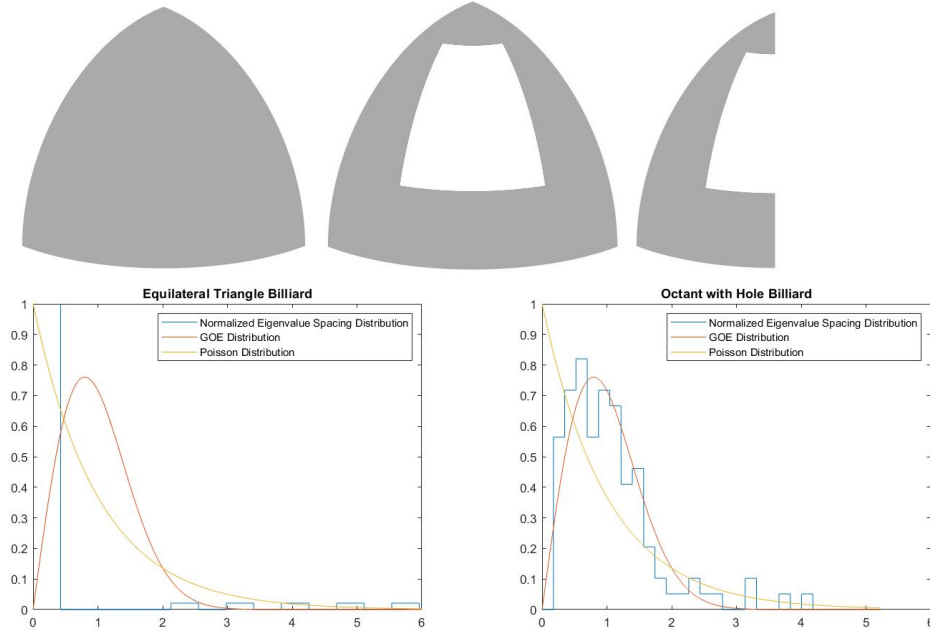 Equilateral Triangle Billiard
1
0.9
0.8
0.7
0.6
0.5
0.4
0.3
0.2
0.1
0
Normalized Eigenvalue Spacing Distribution
GOE Distribution
Poisson Distribution
0 1 2 3 4 5 6
Octant with Hole Billiard
1
0.9
0.8
0.7
0.6
0.5
0.4
0.3
0.2
0.1
0
Normalized Eigenvalue Spacing Distribution
GOE Distribution
Poisson Distribution
0 1 2 3 4 5 6